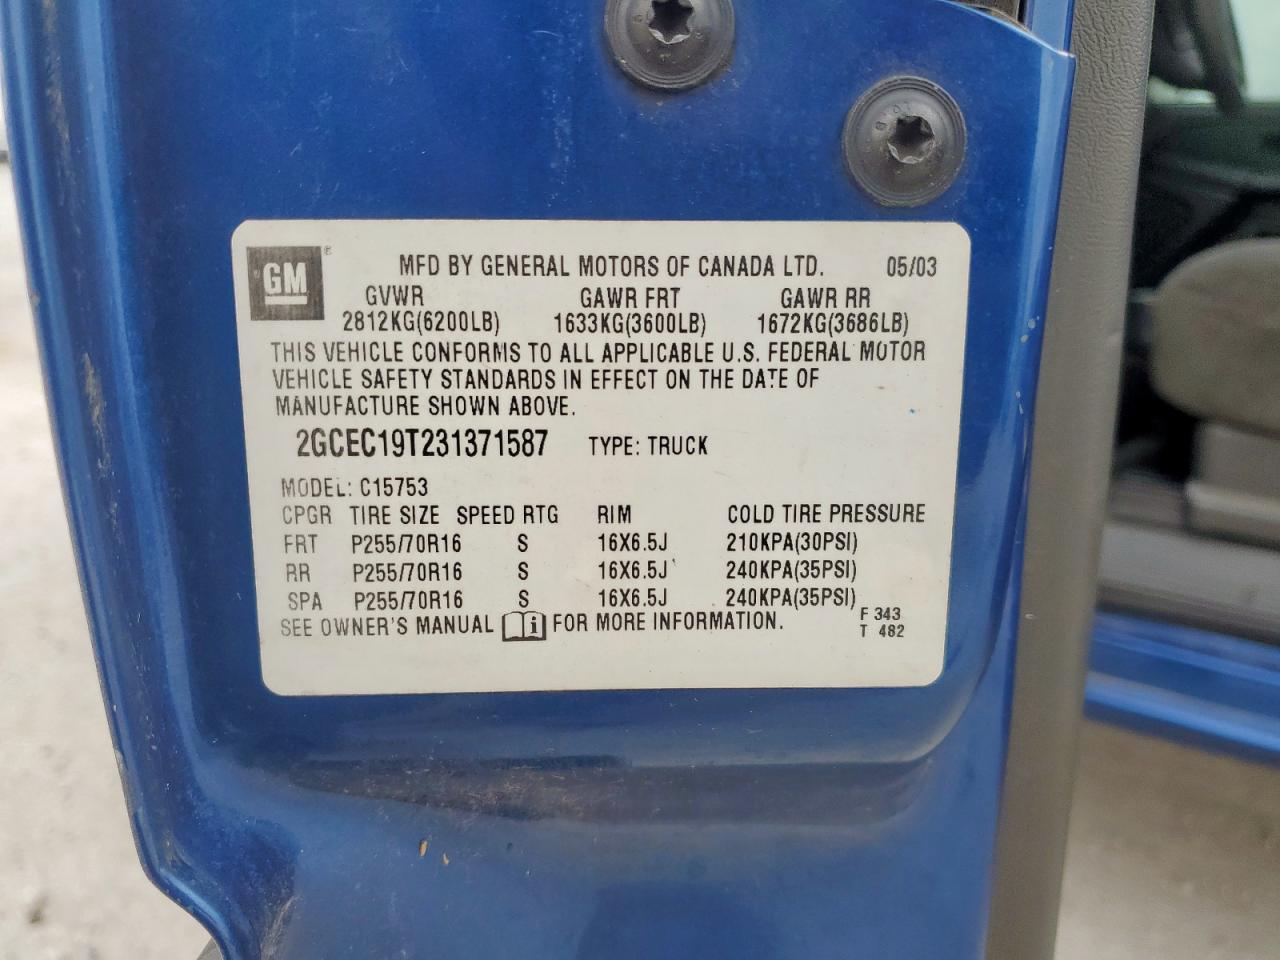 GM ®
MFD BY GENERAL MOTORS OF CANADA LTD. 05/03
GVWR GAWR FRT GAWR RR
2812KG(6200LB) 1633KG(3600LB) 1672KG(3686LB)
THIS VEHICLE CONFORMS TO ALL APPLICABLE U.S. FEDERAL MOTOR
VEHICLE SAFETY STANDARDS IN EFFECT ON THE DATE OF
MANUFACTURE SHOWN ABOVE.
2GCEC19T231371587 TYPE: TRUCK
MODEL: C15753
CPGR TIRE SIZE SPEED RTG RIM COLD TIRE PRESSURE
FRT P255/70R16 S 16X6.5J 210KPA(30PSI)
RR P255/70R16 S 16X6.5J 240KPA(35PSI)
SPA P255/70R16 S 16X6.5J 240KPA(35PSI)
SEE OWNER'S MANUAL i FOR MORE INFORMATION.
F 343
T 482